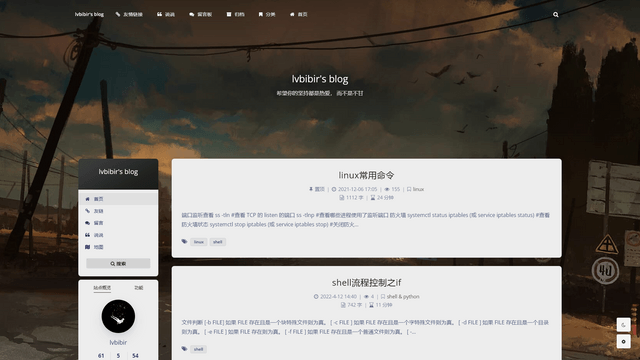 lvbibir's blog 友情链接 说说 留言板 归档 分类 首页
lvbibir's blog
希望你的坚持都是热爱，而不是不甘
lvbibir's blog
首页
友链
留言
说说
地图
搜索
站点概览 功能
lvbibir
61 5 54
linux常用命令
置顶 | 2021-12-06 17:05 | 155 | linux
1112 字 | 24 分钟
端口监听查看 ss -tln #查看 TCP 的 listen 的端口 ss -tnlp #查看哪些进程使用了监听端口 防火墙 systemctl status iptables (或 service iptables status) #查看
防火墙状态 systemctl stop iptables (或 service iptables stop) #关闭防火...
linux shell
shell流程控制之if
2022-4-12 14:40 | 4 | shell & python
742 字 | 11 分钟
文件判断 [-b FILE] 如果 FILE 存在且是一个块特殊文件则为真。 [ -c FILE ] 如果 FILE 存在且是一个字特殊文件则为真。 [ -d FILE ] 如果 FILE 存在且是一个目录
则为真。 [ -e FILE ] 如果 FILE 存在则为真。 [ -f FILE ] 如果 FILE 存在且是一个普通文件则为真。 [ -...
shell